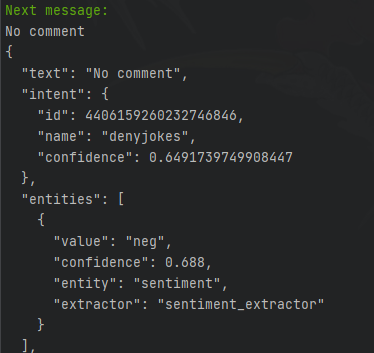 Next message:
No comment
{
  "text": "No comment",
  "intent": {
    "id": 4406159260232746846,
    "name": "denyjokes",
    "confidence": 0.6491739749908447
  },
  "entities": [
    {
      "value": "neg",
      "confidence": 0.688,
      "entity": "sentiment",
      "extractor": "sentiment_extractor"
    }
  ],